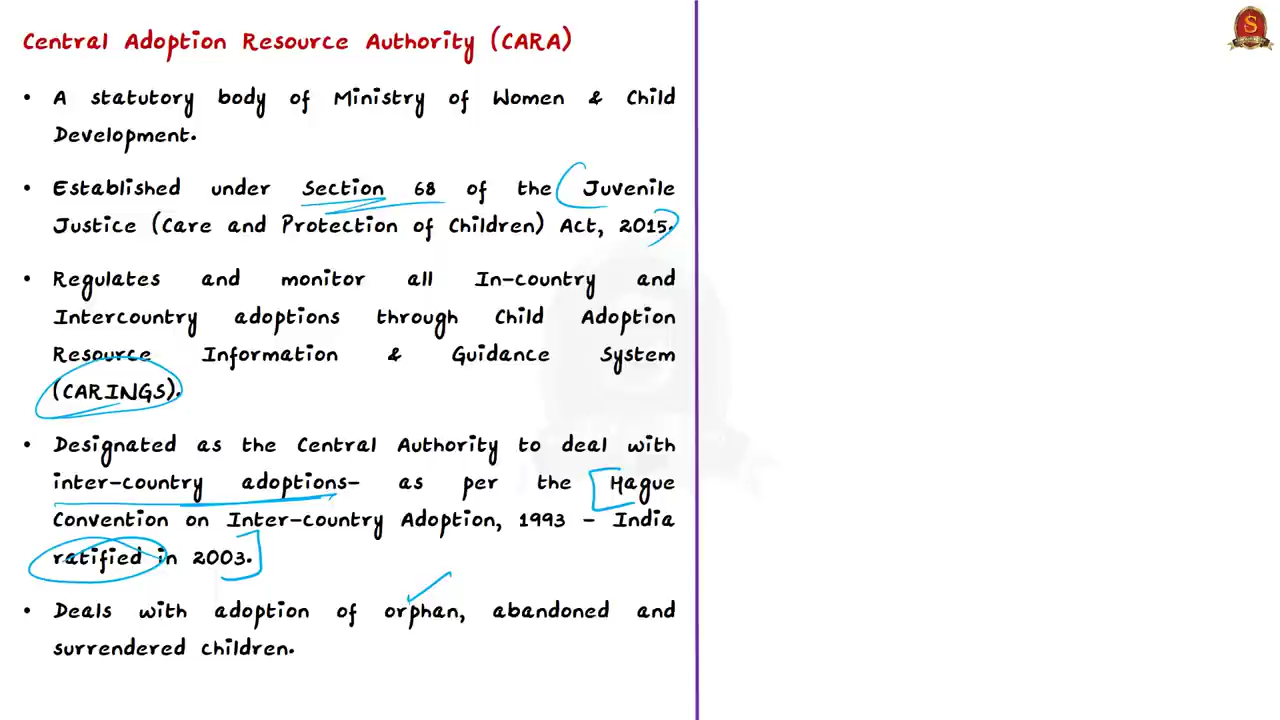 Central Adoption Resource Authority (CARA)
• A statutory body of Ministry of Women & Child
Development.
• Established under Section 68 of the Juvenile
Justice (Care and Protection of Children) Act, 2015.
• Regulates and monitor all In-country and
Intercountry adoptions through Child Adoption
Resource Information & Guidance System
(CARINGS).
• Designated as the Central Authority to deal with
inter-country adoptions- as per the Hague
Convention on Inter-country Adoption, 1993 - India
ratified in 2003.
• Deals with adoption of orphan, abandoned and
surrendered children.
S